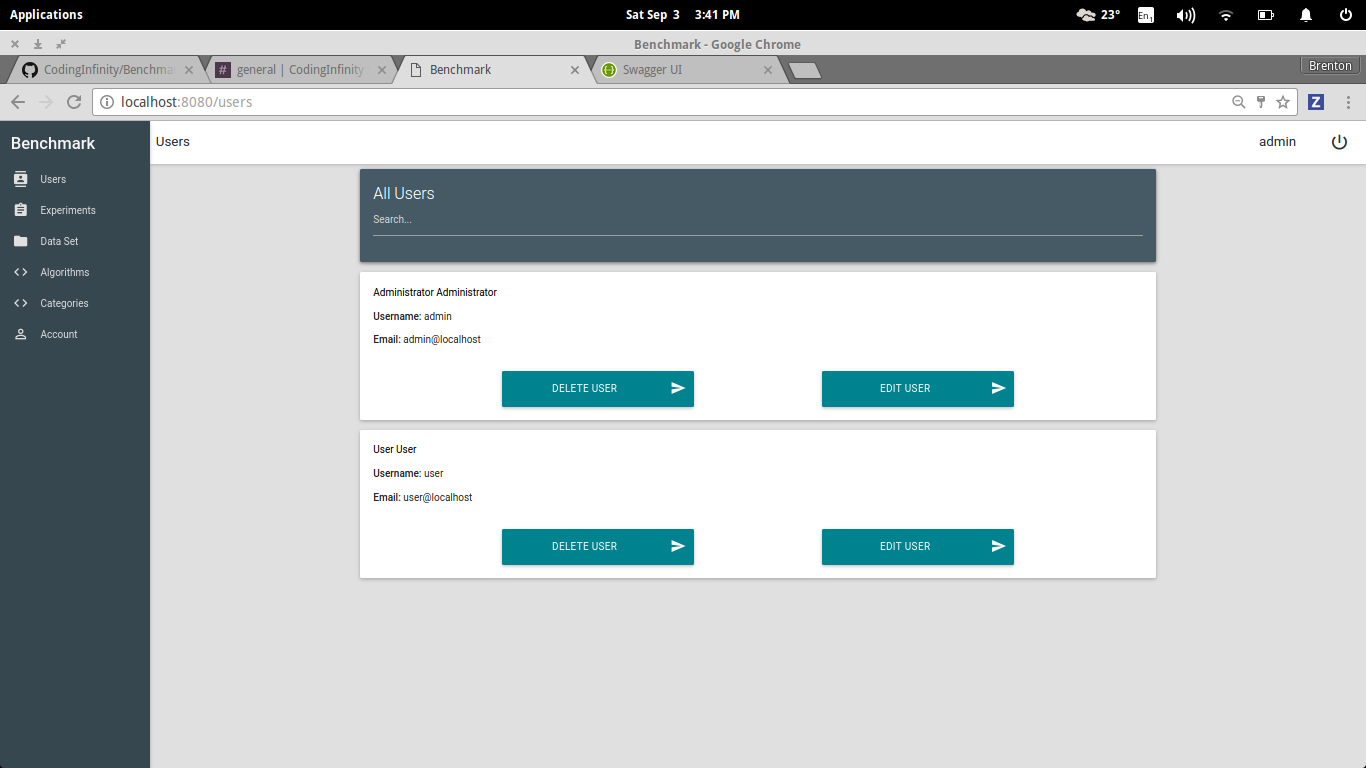 Applications
Sat Sep 3 3:41 PM
23°
En1
Benchmark - Google Chrome
CodingInfinity/Benchma
# general | CodingInfinity
Benchmark
Swagger UI
Brenton
localhost:8080/users
Z
Benchmark
Users
admin
Users
Experiments
Data Set
Algorithms
Categories
Account
All Users
Search...
Administrator Administrator
Username: admin
Email: admin@localhost
DELETE USER
EDIT USER
User User
Username: user
Email: user@localhost
DELETE USER
EDIT USER